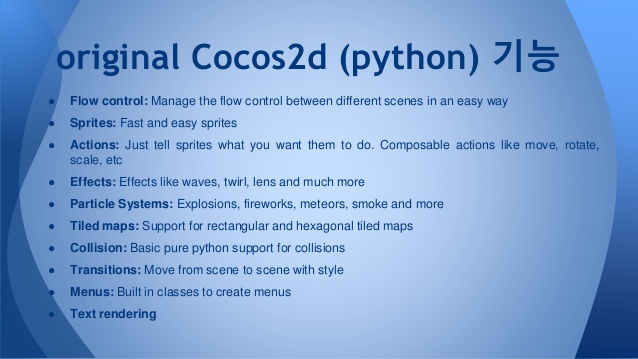 original Cocos2d (python) 기능
● Flow control: Manage the flow control between different scenes in an easy way
● Sprites: Fast and easy sprites
● Actions: Just tell sprites what you want them to do. Composable actions like move, rotate,
scale, etc
● Effects: Effects like waves, twirl, lens and much more
● Particle Systems: Explosions, fireworks, meteors, smoke and more
● Tiled maps: Support for rectangular and hexagonal tiled maps
● Collision: Basic pure python support for collisions
● Transitions: Move from scene to scene with style
● Menus: Built in classes to create menus
● Text rendering